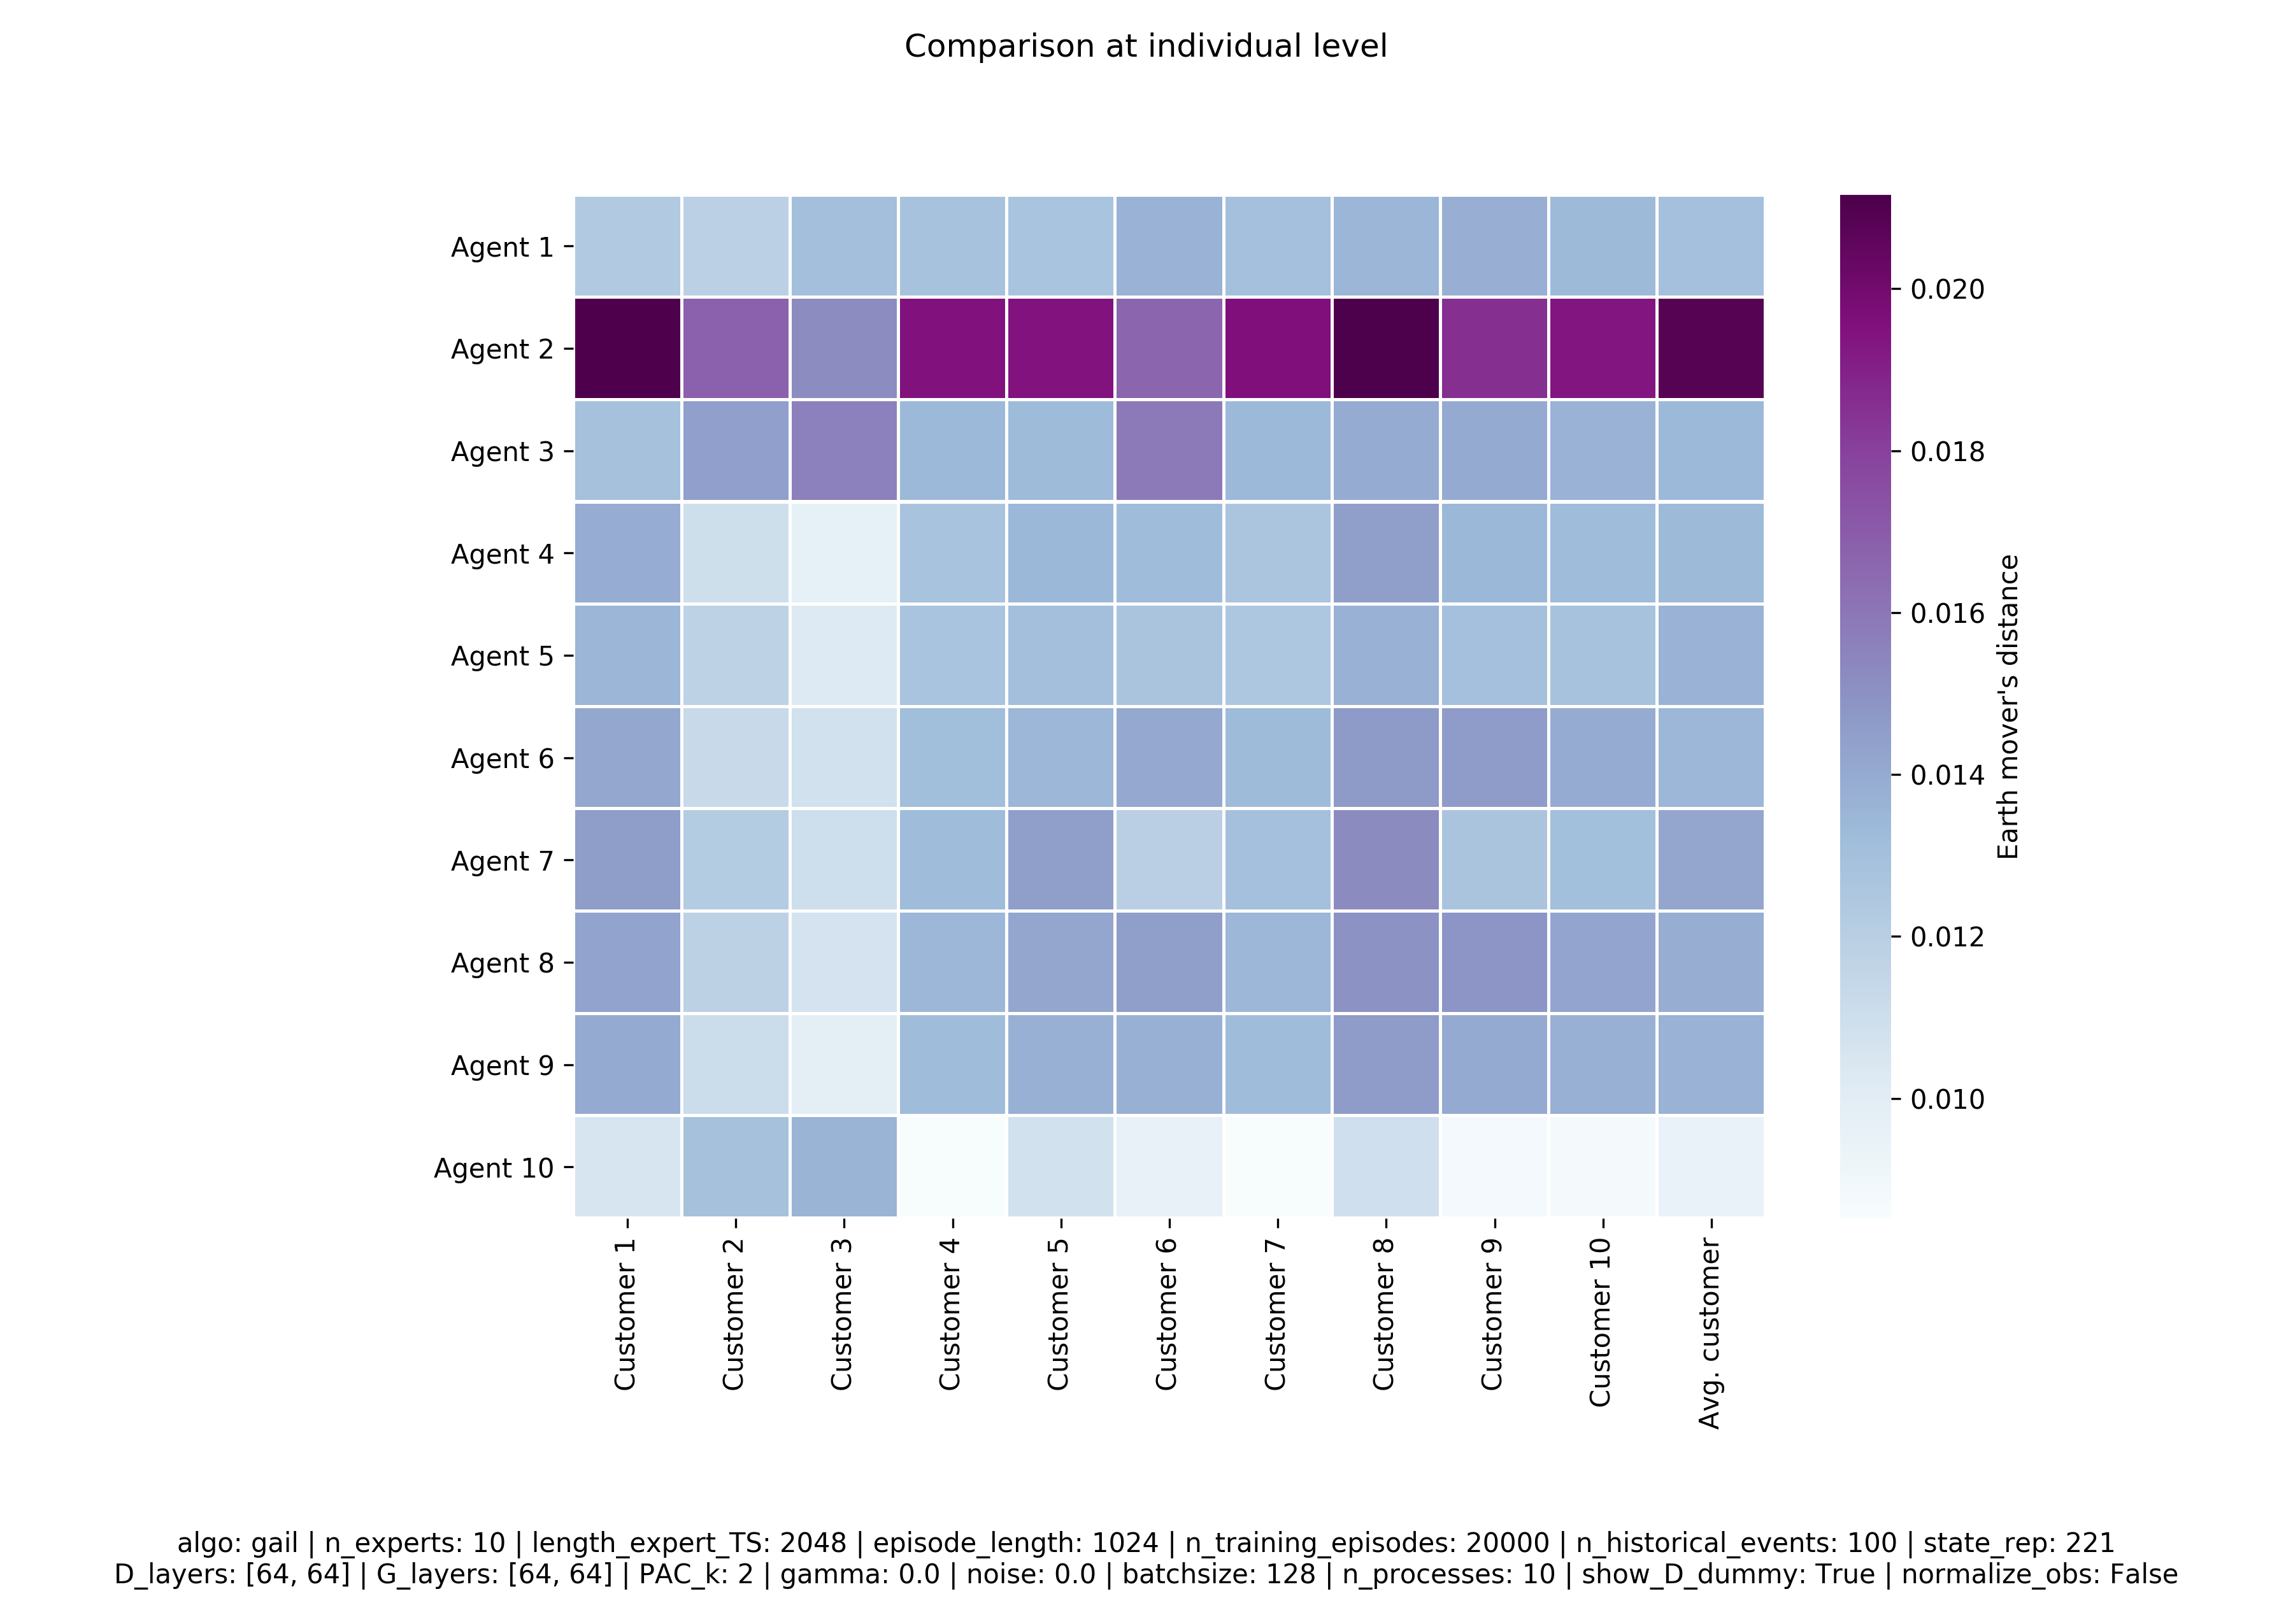 Comparison at individual level
Agent 1
Agent 2
Agent 3
Agent 4
Agent 5
Agent 6
Agent 7
Agent 8
Agent 9
Agent 10
Customer 1
Customer 2
Customer 3
Customer 4
Customer 5
Customer 6
Customer 7
Customer 8
Customer 9
Customer 10
Avg. customer
0.020
0.018
0.016
0.014
0.012
0.010
Earth mover's distance
algo: gail | n_experts: 10 | length_expert_TS: 2048 | episode_length: 1024 | n_training_episodes: 20000 | n_historical_events: 100 | state_rep: 221
D_layers: [64, 64] | G_layers: [64, 64] | PAC_k: 2 | gamma: 0.0 | noise: 0.0 | batchsize: 128 | n_processes: 10 | show_D_dummy: True | normalize_obs: False